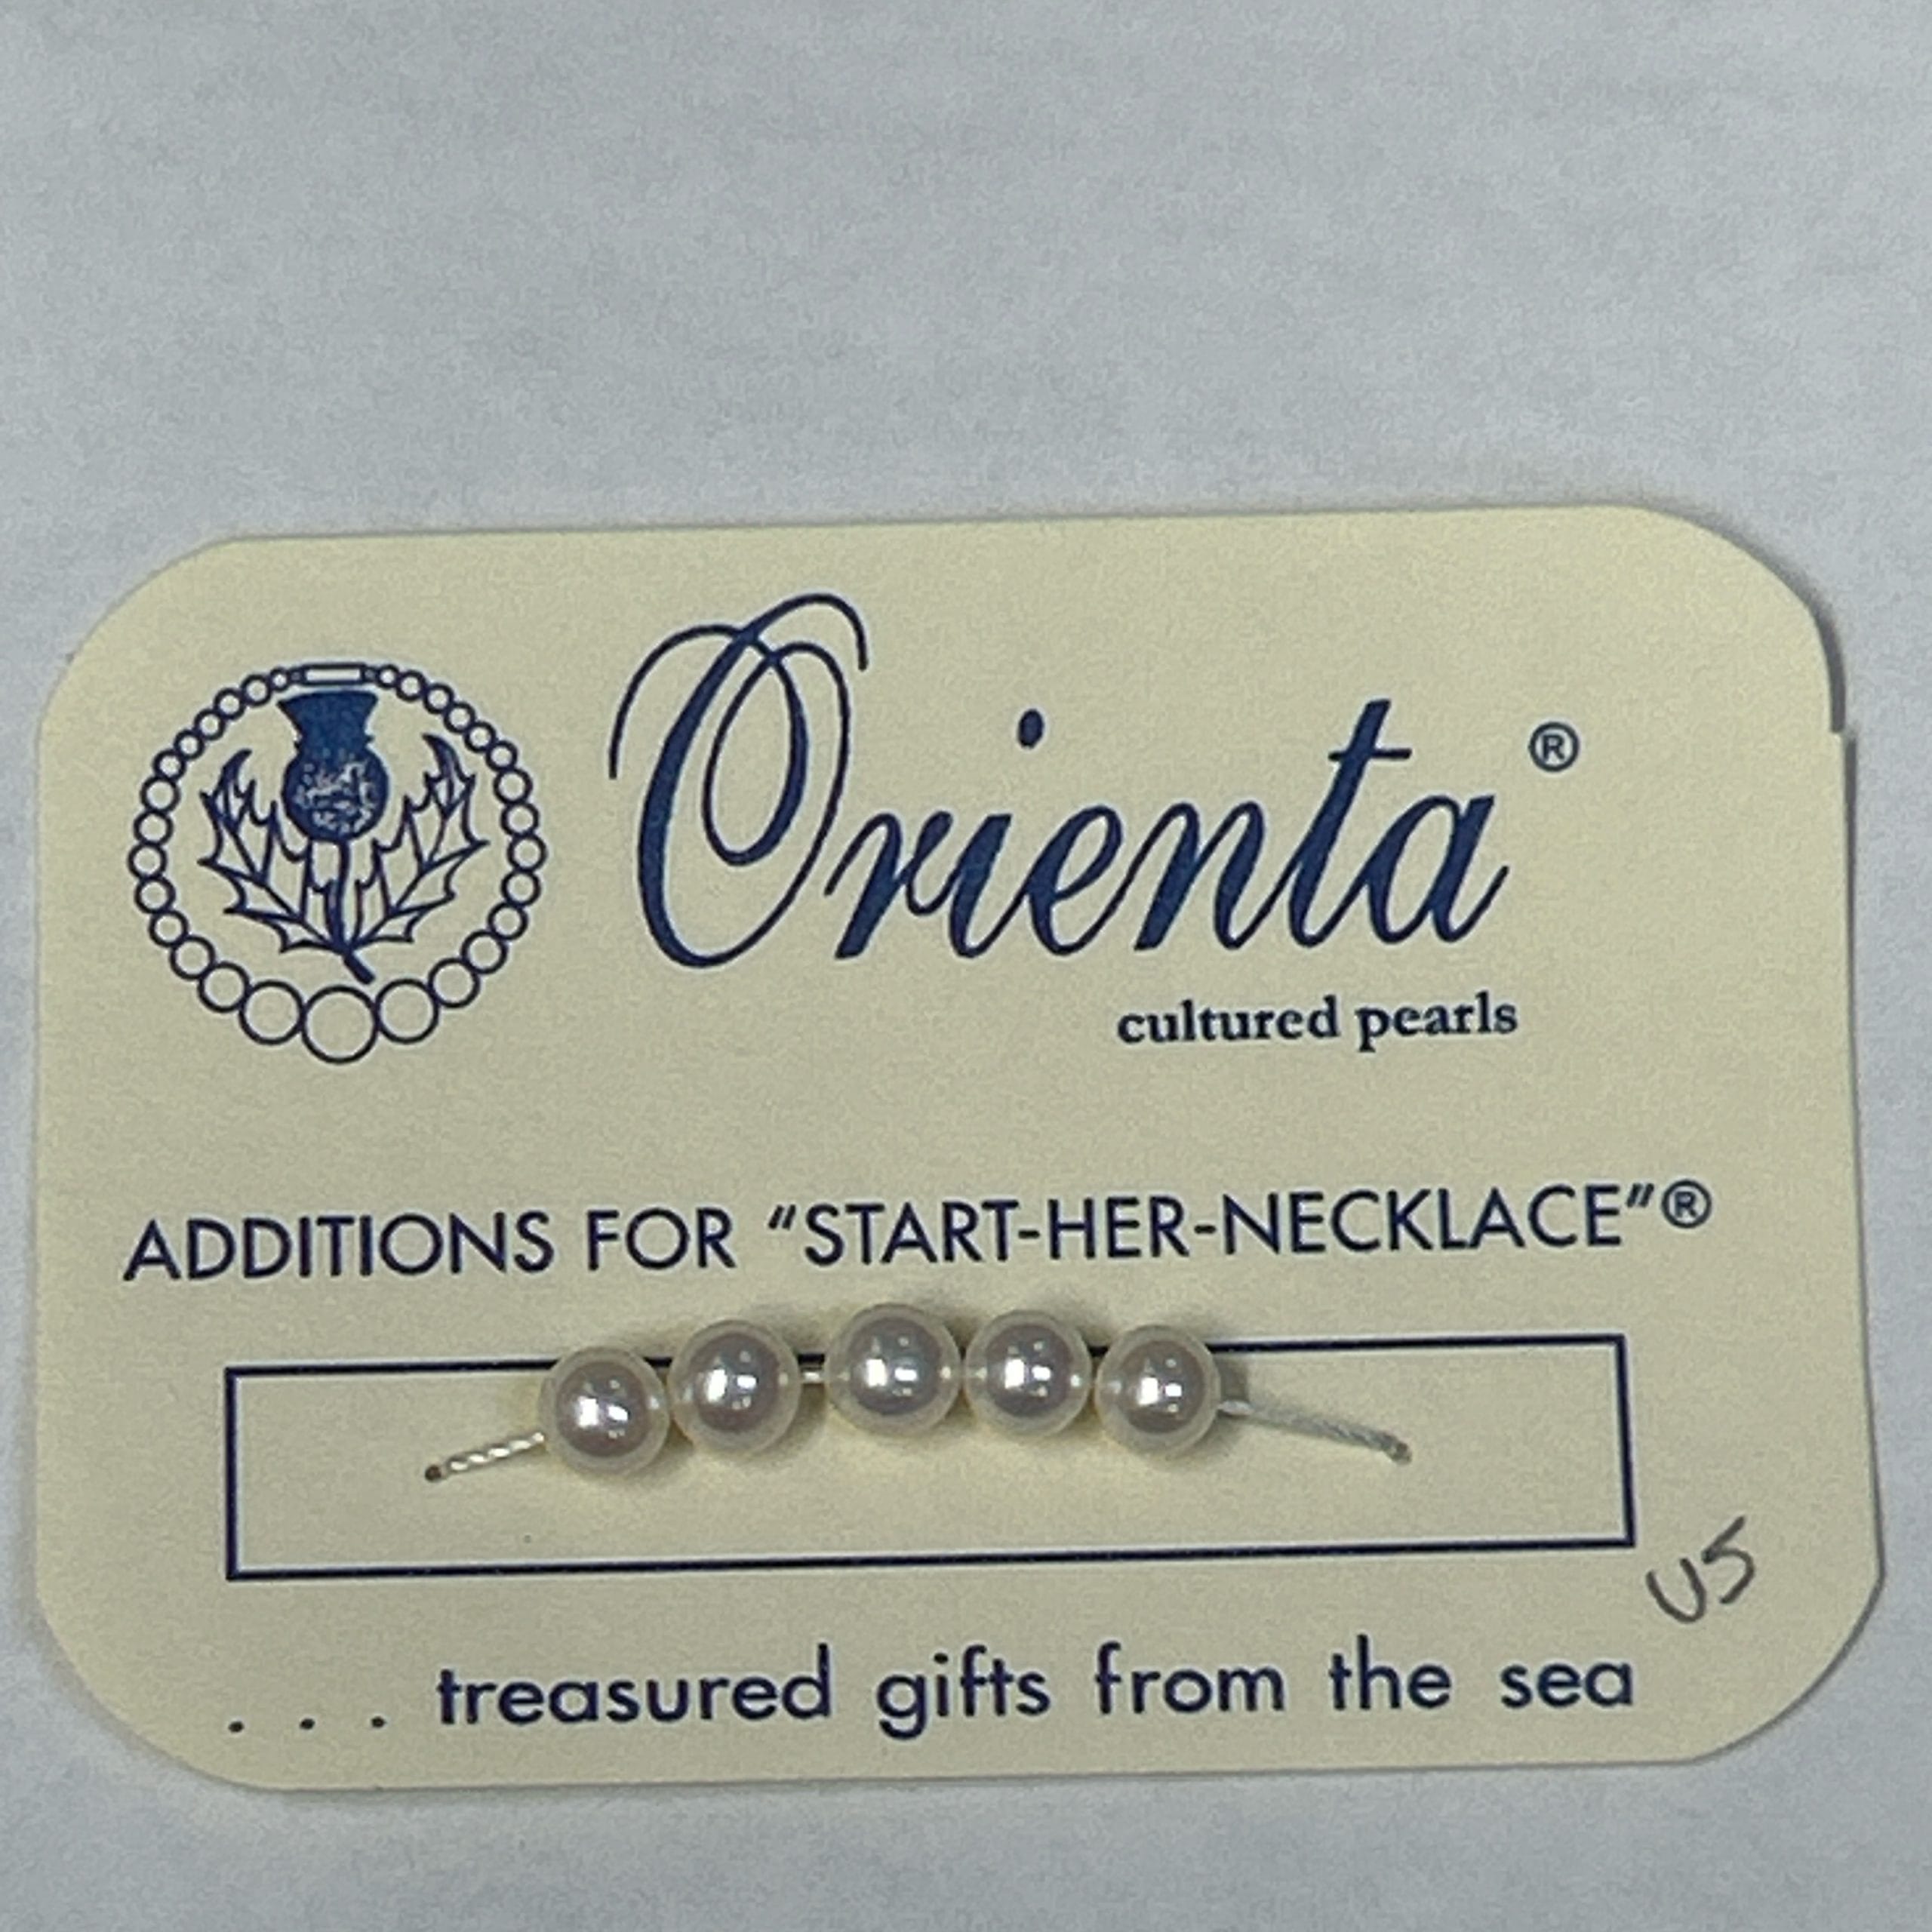 Orienta ®
cultured pearls
ADDITIONS FOR "START-HER-NECKLACE"®
U5
. . . treasured gifts from the sea